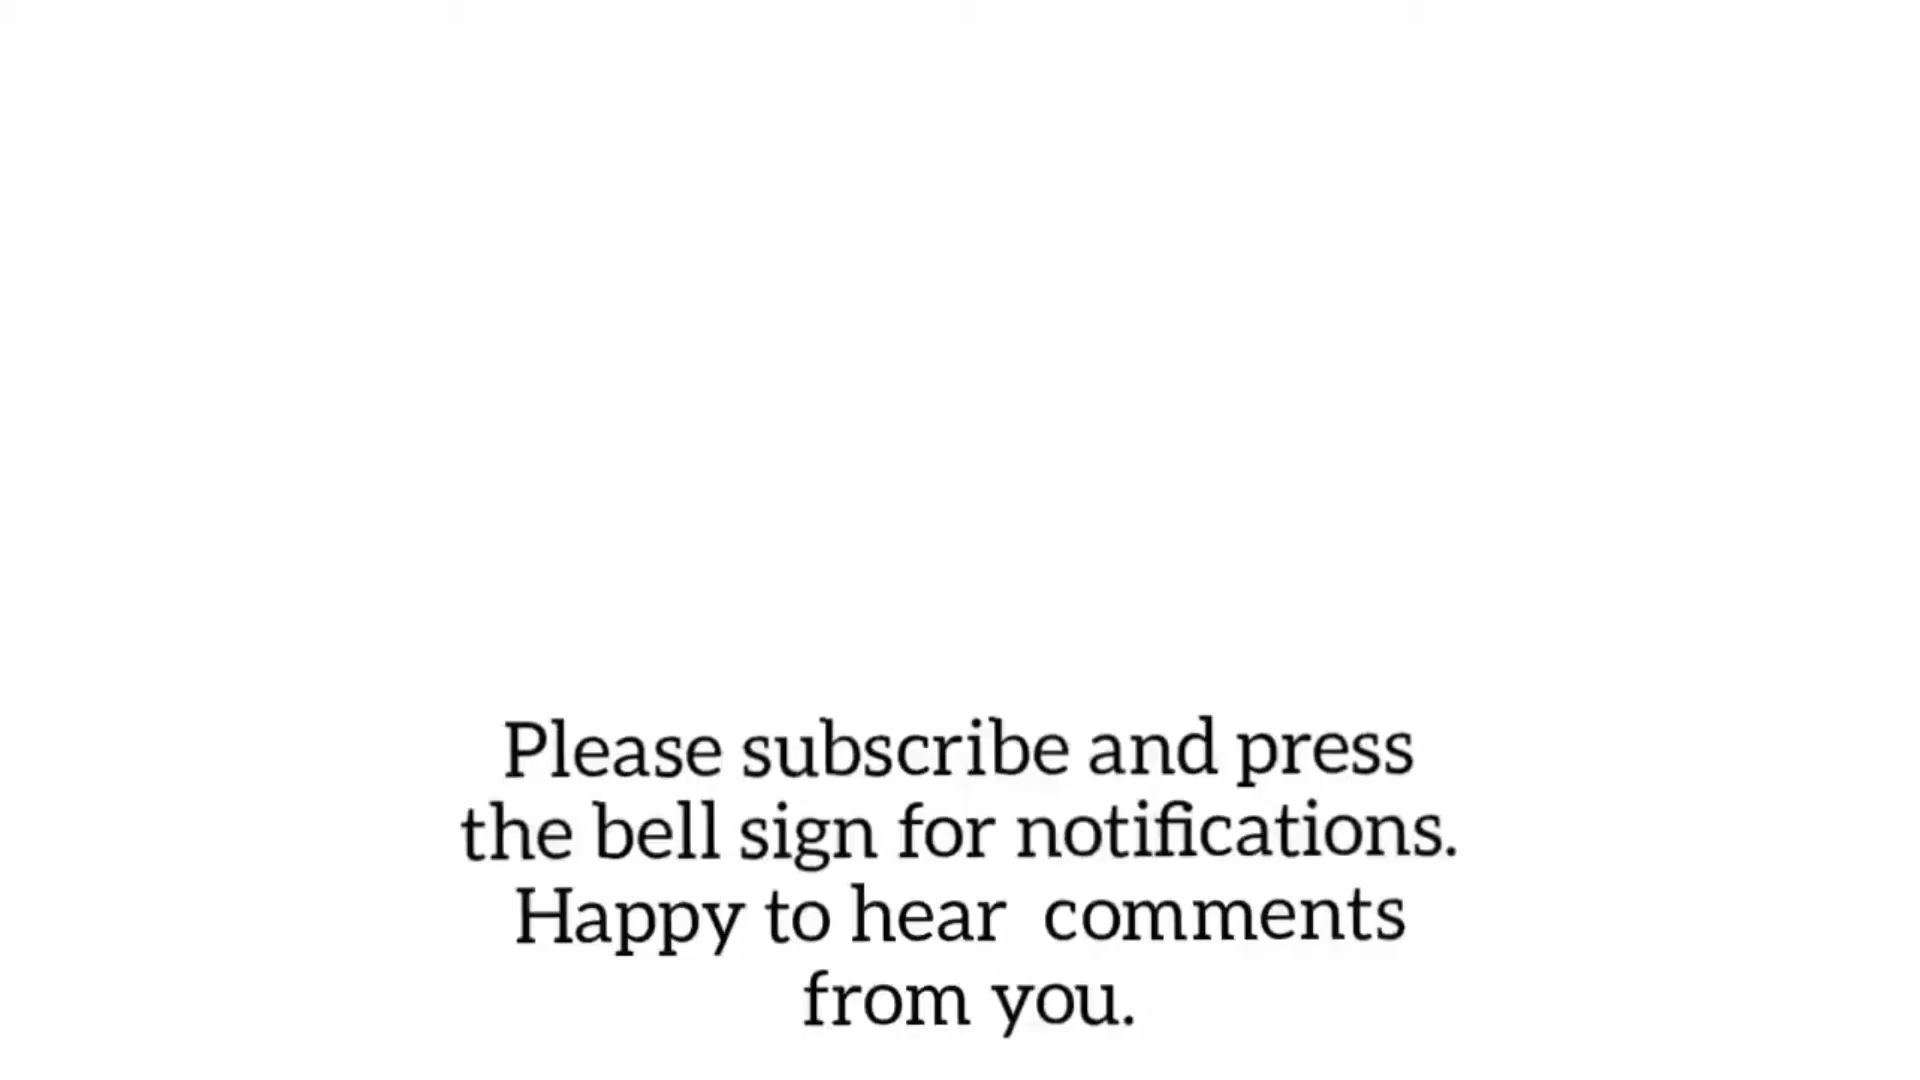 Please subscribe and press
the bell sign for notifications.
Happy to hear  comments
from you.